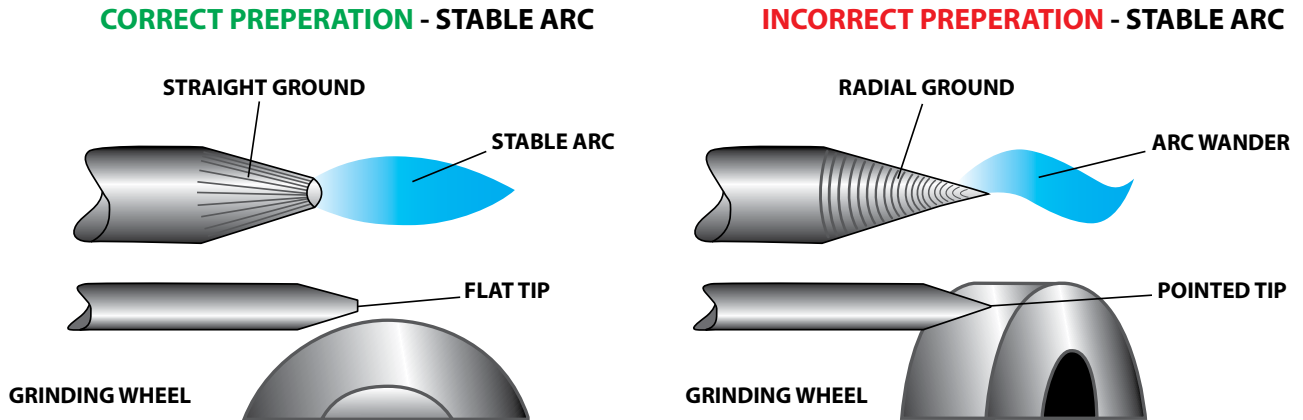 CORRECT PREPERATION - STABLE ARC
STRAIGHT GROUND
STABLE ARC
FLAT TIP
GRINDING WHEEL
INCORRECT PREPERATION - STABLE ARC
RADIAL GROUND
ARC WANDER
POINTED TIP
GRINDING WHEEL